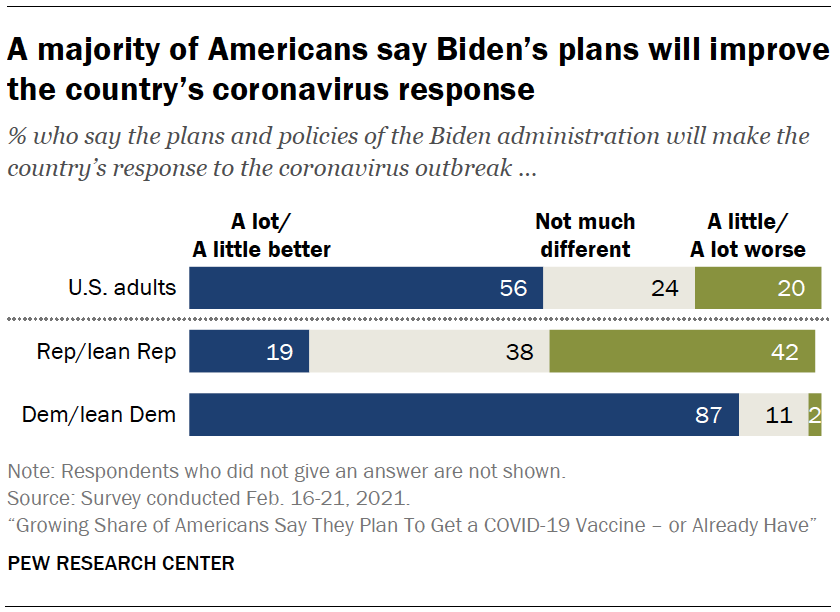 A majority of Americans say Biden’s plans will improve
the country’s coronavirus response
% who say the plans and policies of the Biden administration will make the
country’s response to the coronavirus outbreak ...
A lot/
A little better
Not much
different
A little/
A lot worse
U.S. adults 56 24 20
Rep/lean Rep 19 38 42
Dem/lean Dem 87 11 2
Note: Respondents who did not give an answer are not shown.
Source: Survey conducted Feb. 16-21, 2021.
“Growing Share of Americans Say They Plan To Get a COVID-19 Vaccine – or Already Have”
PEW RESEARCH CENTER